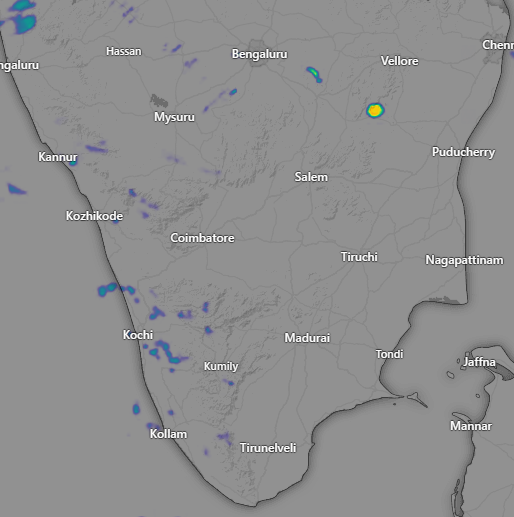 Hassan
Bengaluru
Chenn
ngaluru
Vellore
Mysuru
Kannur
Puducherry
Salem
Kozhikode
Coimbatore
Tiruchi
Nagapattinam
Kochi
Madurai
Tondi
Kumily
Jaffna
Kollam
Mannar
Tirunelveli